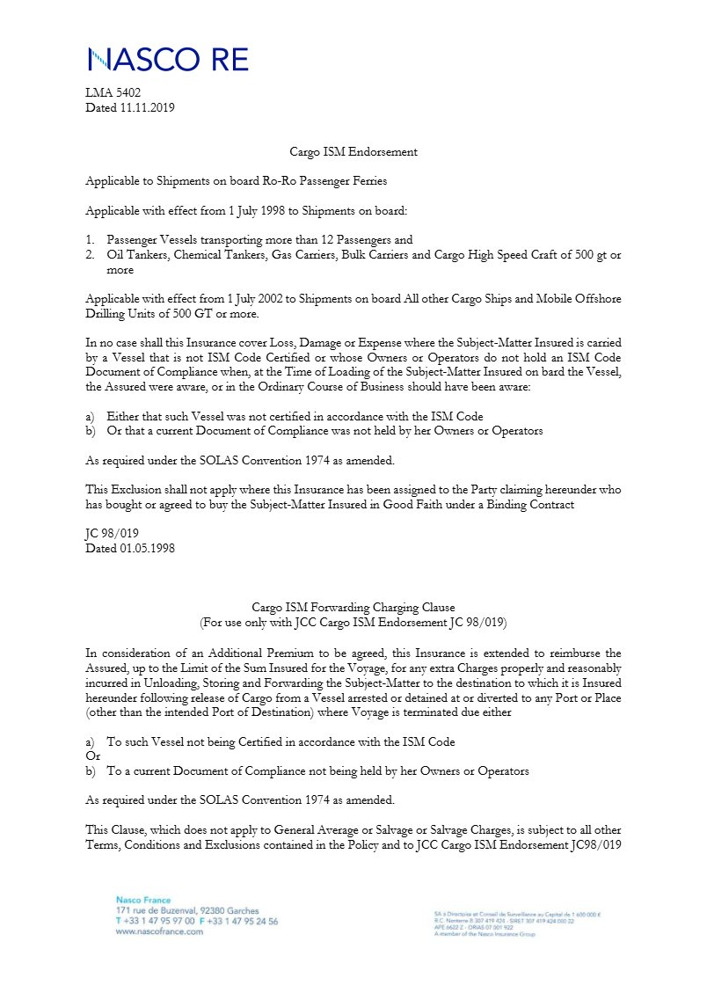 NASCO RE
LMA 5402
Dated 11.11.2019
Cargo ISM Endorsement
Applicable to Shipments on board Ro-Ro Passenger Ferries
Applicable with effect from 1 July 1998 to Shipments on board:
1. Passenger Vessels transporting more than 12 Passengers and
2. Oil Tankers, Chemical Tankers, Gas Carriers, Bulk Carriers and Cargo High Speed Craft of 500 gt or
more
Applicable with effect from 1 July 2002 to Shipments on board All other Cargo Ships and Mobile Offshore
Drilling Units of 500 GT or more.
In no case shall this Insurance cover Loss, Damage or Expense where the Subject-Matter Insured is carried
by a Vessel that is not ISM Code Certified or whose Owners or Operators do not hold an ISM Code
Document of Compliance when, at the Time of Loading of the Subject-Matter Insured on bard the Vessel,
the Assured were aware, or in the Ordinary Course of Business should have been aware:
a) Either that such Vessel was not certified in accordance with the ISM Code
b) Or that a current Document of Compliance was not held by her Owners or Operators
As required under the SOLAS Convention 1974 as amended.
This Exclusion shall not apply where this Insurance has been assigned to the Party claiming hereunder who
has bought or agreed to buy the Subject-Matter Insured in Good Faith under a Binding Contract
JC 98/019
Dated 01.05.1998
Cargo ISM Forwarding Charging Clause
(For use only with JCC Cargo ISM Endorsement JC 98/019)
In consideration of an Additional Premium to be agreed, this Insurance is extended to reimburse the
Assured, up to the Limit of the Sum Insured for the Voyage, for any extra Charges properly and reasonably
incurred in Unloading, Storing and Forwarding the Subject-Matter to the destination to which it is Insured
hereunder following release of Cargo from a Vessel arrested or detained at or diverted to any Port or Place
(other than the intended Port of Destination) where Voyage is terminated due either
a) To such Vessel not being Certified in accordance with the ISM Code
Or
b) To a current Document of Compliance not being held by her Owners or Operators
As required under the SOLAS Convention 1974 as amended.
This Clause, which does not apply to General Average or Salvage or Salvage Charges, is subject to all other
Terms, Conditions and Exclusions contained in the Policy and to JCC Cargo ISM Endorsement JC98/019
Nasco France
171 rue de Buzenval, 92380 Garches
T +33 1 47 95 97 00 F +33 1 47 95 24 56
www.nascofrance.com
SA à Directoire et Conseil de Surveillance au Capital de 1 600 000 €
R.C. Nanterre B 307 419 424 - SIRET 307 419 424 000 22
APE 6622 Z - ORIAS 07 001 922
A member of the Nasco Insurance Group